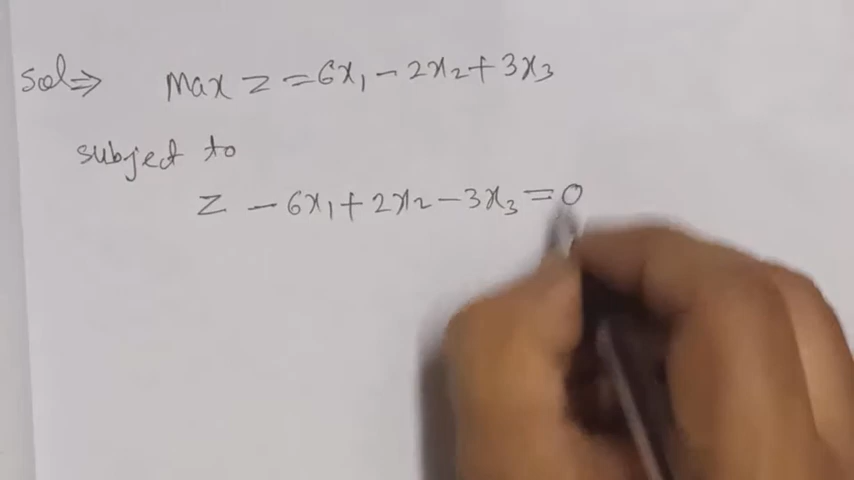 Sol⇒ Max Z = 6x₁ - 2x₂ + 3x₃
subject to
Z - 6x₁ + 2x₂ - 3x₃ = 0